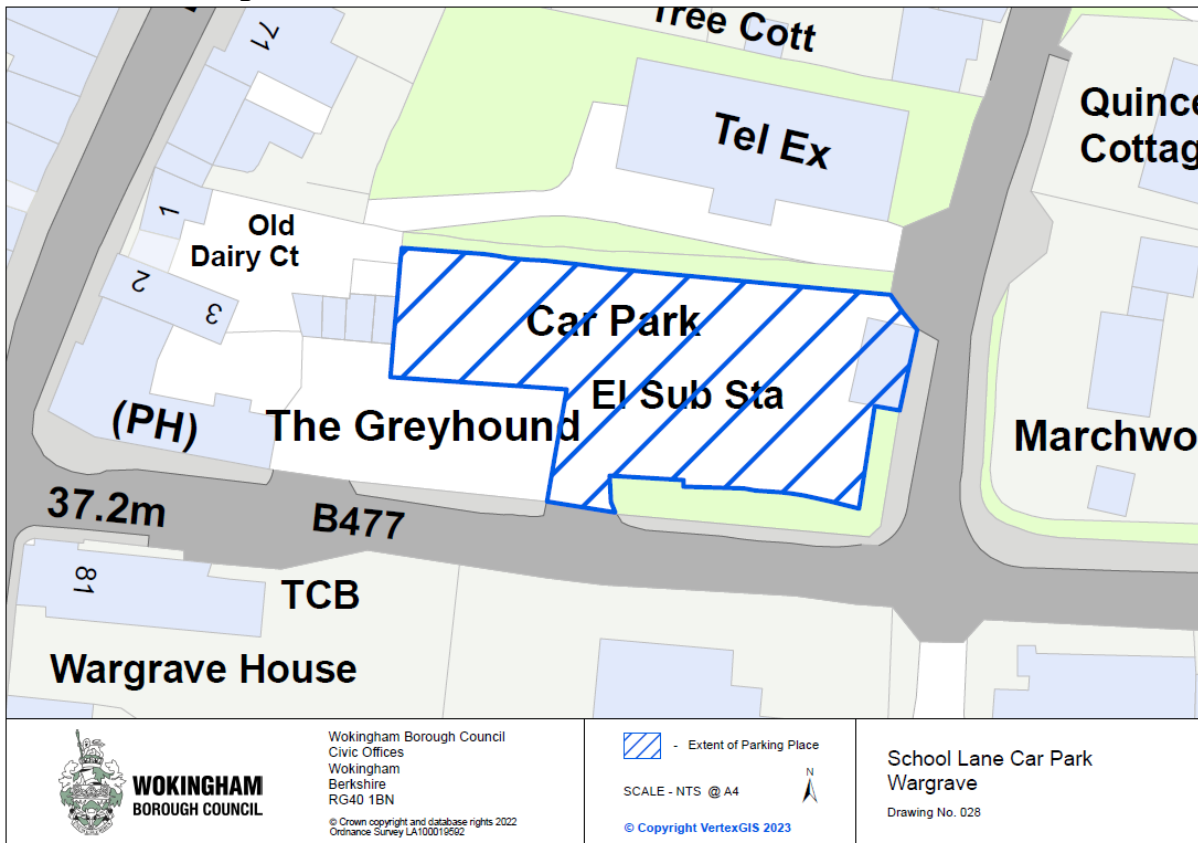 Tree Cott
71
Tel Ex
Quince
Cottag
1
Old
Dairy Ct
2
3
Car Park
El Sub Sta
(PH)
The Greyhound
Marchwo
37.2m
B477
81
TCB
Wargrave House
WOKINGHAM
BOROUGH COUNCIL
Wokingham Borough Council
Civic Offices
Wokingham
Berkshire
RG40 1BN
© Crown copyright and database rights 2022
Ordnance Survey LA100019592
- Extent of Parking Place
N
SCALE - NTS @ A4
© Copyright VertexGIS 2023
School Lane Car Park
Wargrave
Drawing No. 028